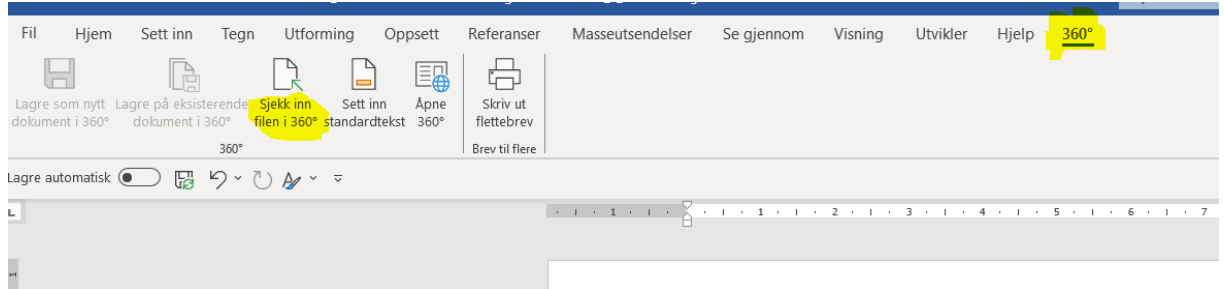 Fil Hjem Sett inn Tegn Utforming Oppsett Referanser Masseutsendelser Se gjennom Visning Utvikler Hjelp 360°
Lagre som nytt Lagre på eksisterende Sjekk inn Sett inn Åpne Skriv ut
dokument i 360° dokument i 360° filen i 360° standardtekst 360° flettebrev
360° Brev til flere
Lagre automatisk
L
1 1 2 3 4 5 6 7